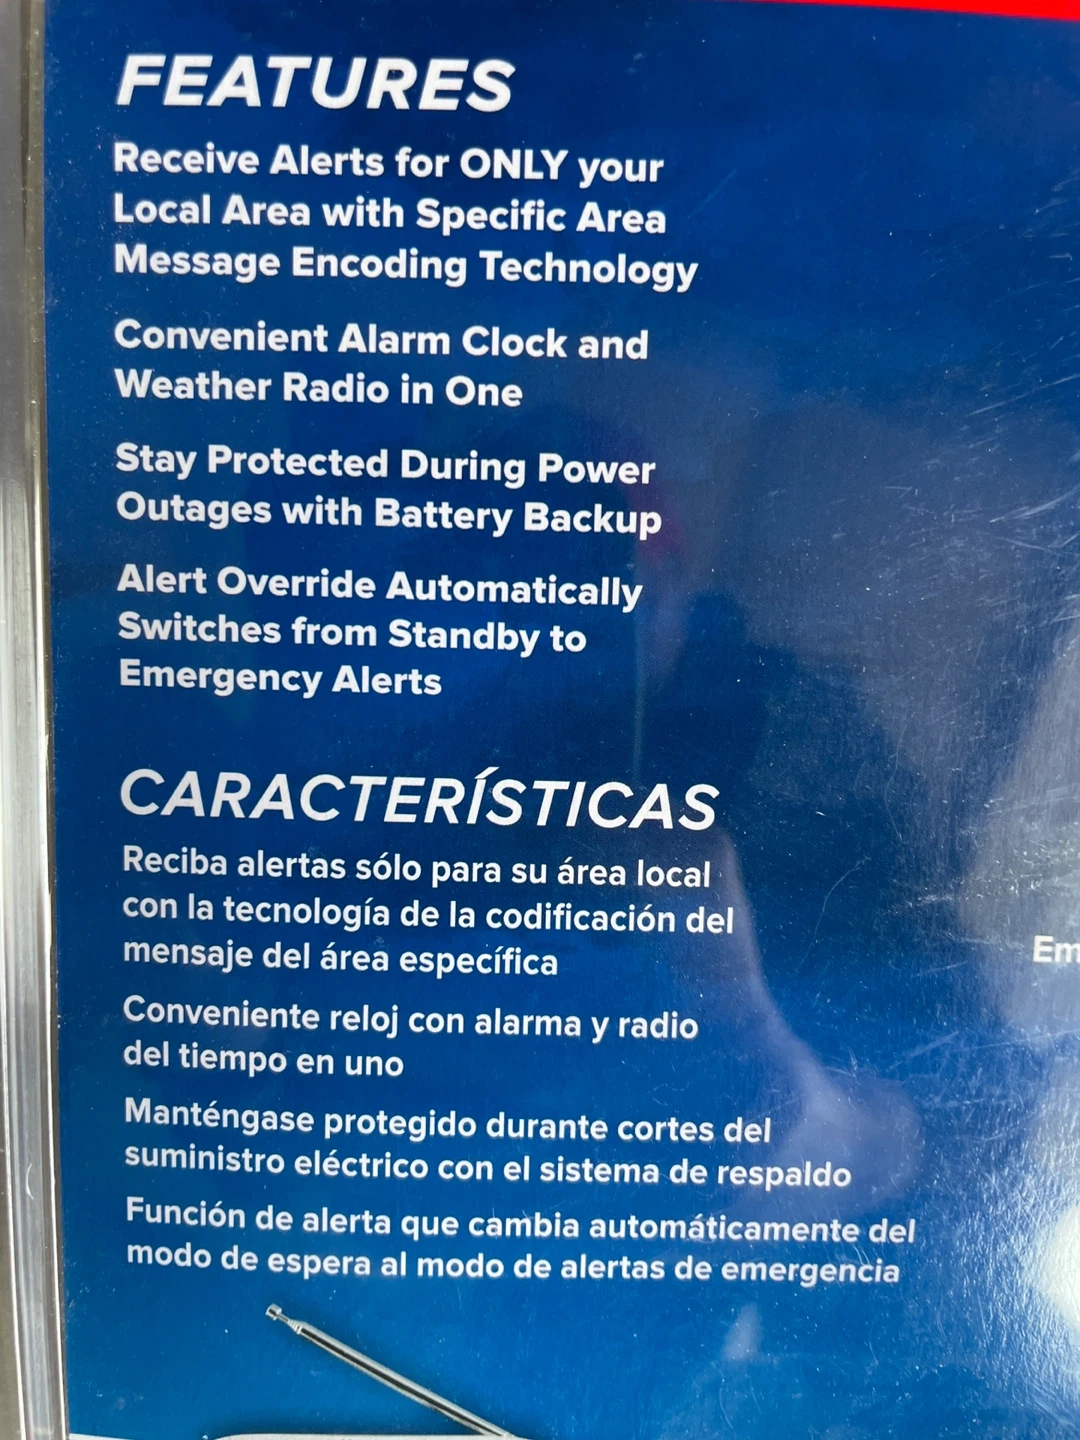 FEATURES
Receive Alerts for ONLY your
Local Area with Specific Area
Message Encoding Technology
Convenient Alarm Clock and
Weather Radio in One
Stay Protected During Power
Outages with Battery Backup
Alert Override Automatically
Switches from Standby to
Emergency Alerts
CARACTERÍSTICAS
Reciba alertas sólo para su área local
con la tecnología de la codificación del
mensaje del área específica
Conveniente reloj con alarma y radio
del tiempo en uno
Manténgase protegido durante cortes del
suministro eléctrico con el sistema de respaldo
Función de alerta que cambia automáticamente del
modo de espera al modo de alertas de emergencia
Em